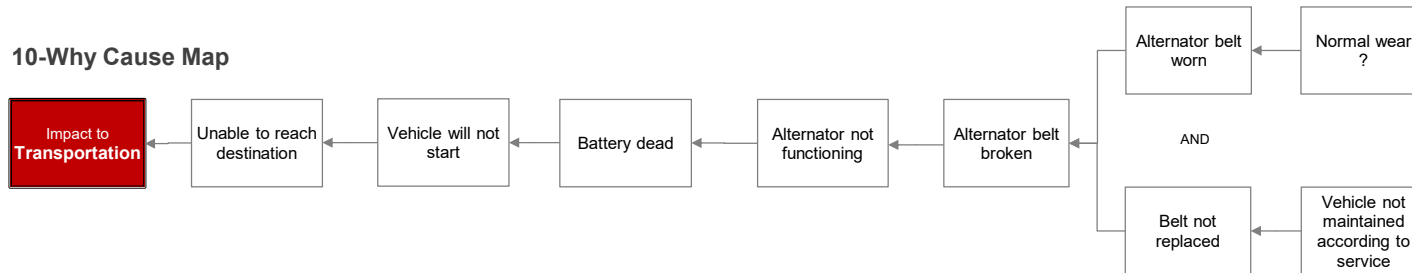 10-Why Cause Map
Impact to
Transportation
Unable to reach
destination
Vehicle will not
start
Battery dead
Alternator not
functioning
Alternator belt
broken
Alternator belt
worn
Normal wear
?
AND
Belt not
replaced
Vehicle not
maintained
according to
service